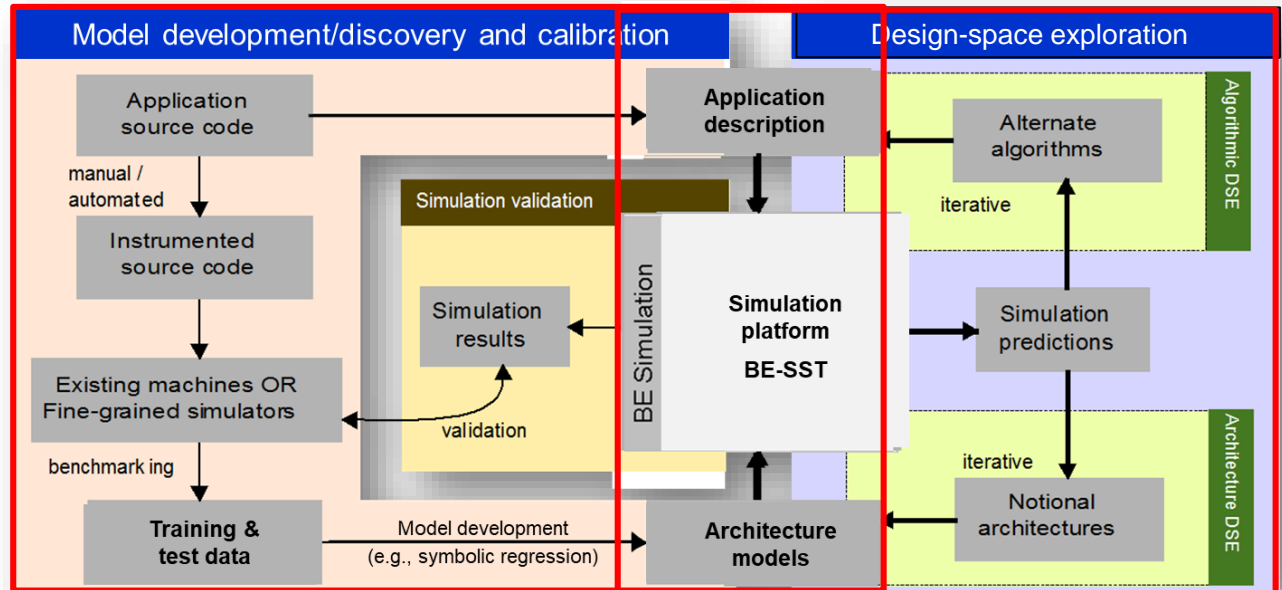 Model development/discovery and calibration
Design-space exploration
Application
source code
Application
description
Alternate
algorithms
Algorithmic DSE
manual /
automated
iterative
Simulation validation
Instrumented
source code
Simulation
results
BE Simulation
Simulation
platform
BE-SST
Simulation
predictions
Existing machines OR
Fine-grained simulators
validation
benchmarking
iterative
Training &
test data
Model development
(e.g., symbolic regression)
Architecture
models
Notional
architectures
Architecture DSE